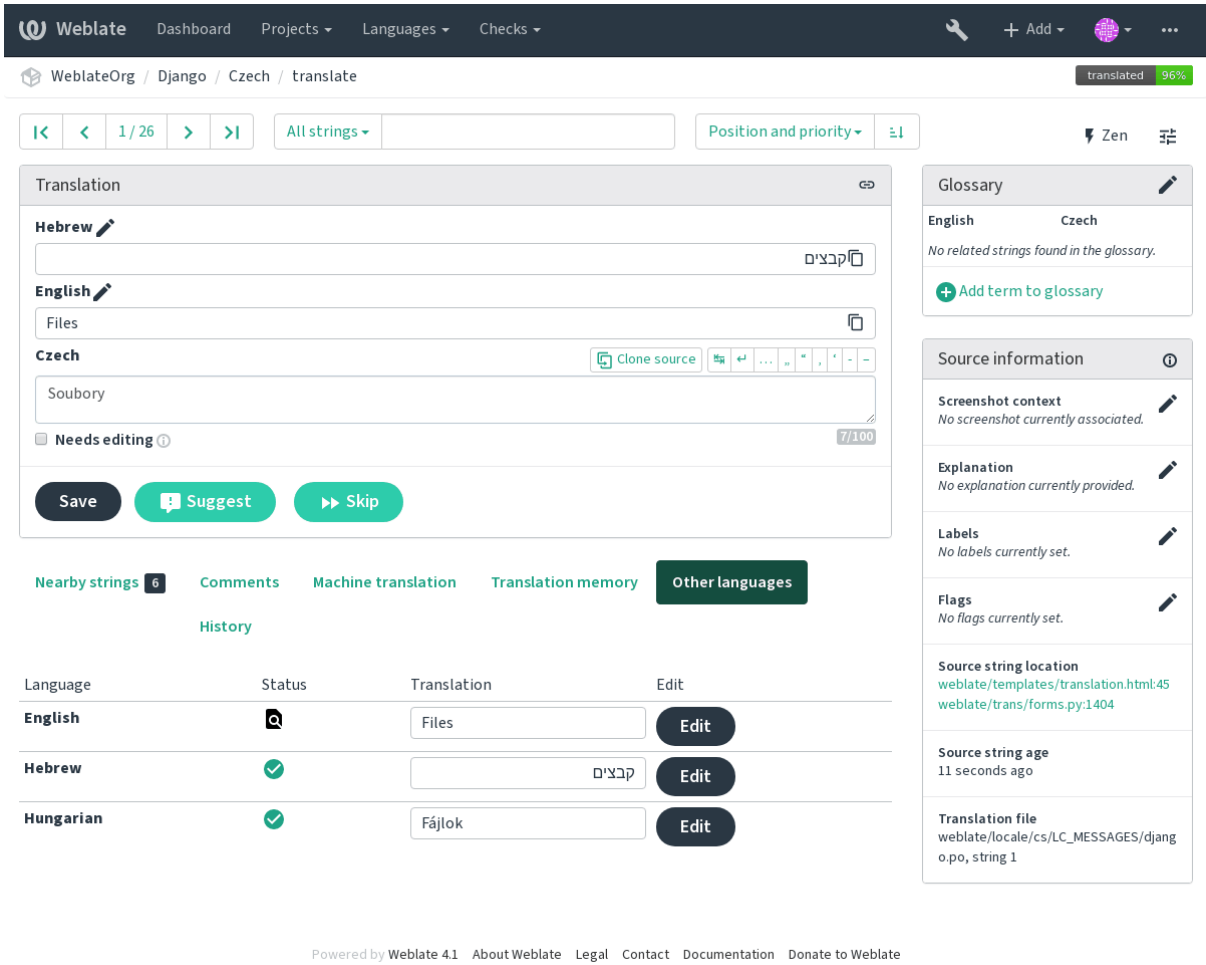 Weblate Dashboard Projects Languages Checks Add
WeblateOrg / Django / Czech / translate translated 96%
1 / 26 All strings Position and priority Zen
Translation
Hebrew
קבצים
English
Files
Czech Clone source ↹ ↵ … „ “ ‚ ‘ - –
Soubory
Needs editing 7/100
Save Suggest Skip
Nearby strings 6 Comments Machine translation Translation memory Other languages
History
Language Status Translation Edit
English Files Edit
Hebrew קבצים Edit
Hungarian Fájlok Edit
Glossary
English Czech
No related strings found in the glossary.
Add term to glossary
Source information
Screenshot context
No screenshot currently associated.
Explanation
No explanation currently provided.
Labels
No labels currently set.
Flags
No flags currently set.
Source string location
weblate/templates/translation.html:45
weblate/trans/forms.py:1404
Source string age
11 seconds ago
Translation file
weblate/locale/cs/LC_MESSAGES/djang
o.po, string 1
Powered by Weblate 4.1 About Weblate Legal Contact Documentation Donate to Weblate